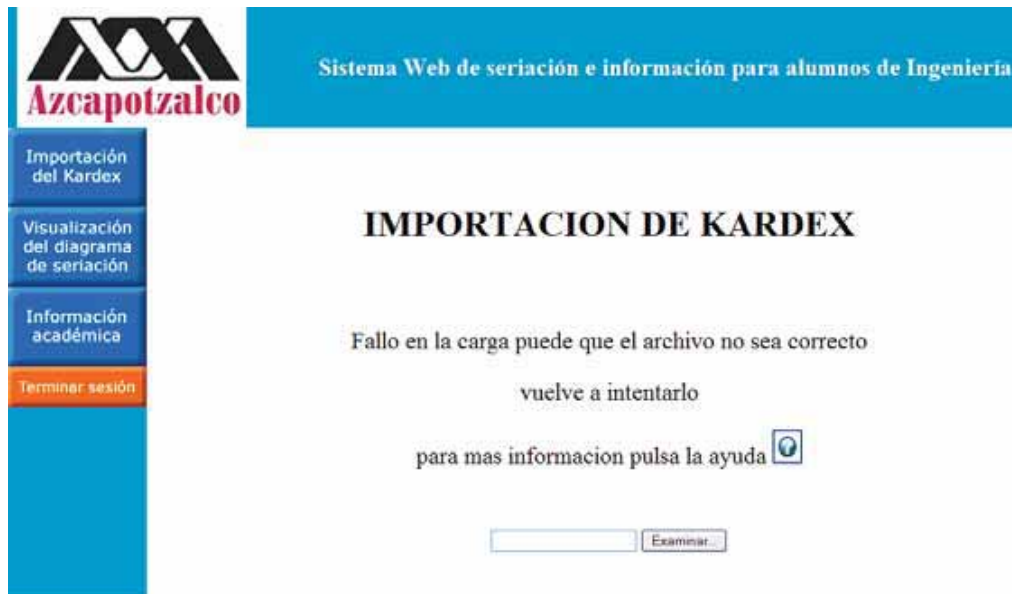 Azcapotzalco
Sistema Web de seriación e información para alumnos de Ingeniería
Importación
del Kardex
Visualización
del diagrama
de seriación
Información
académica
Terminar sesión
IMPORTACION DE KARDEX
Fallo en la carga puede que el archivo no sea correcto
vuelve a intentarlo
para mas informacion pulsa la ayuda
Examinar...